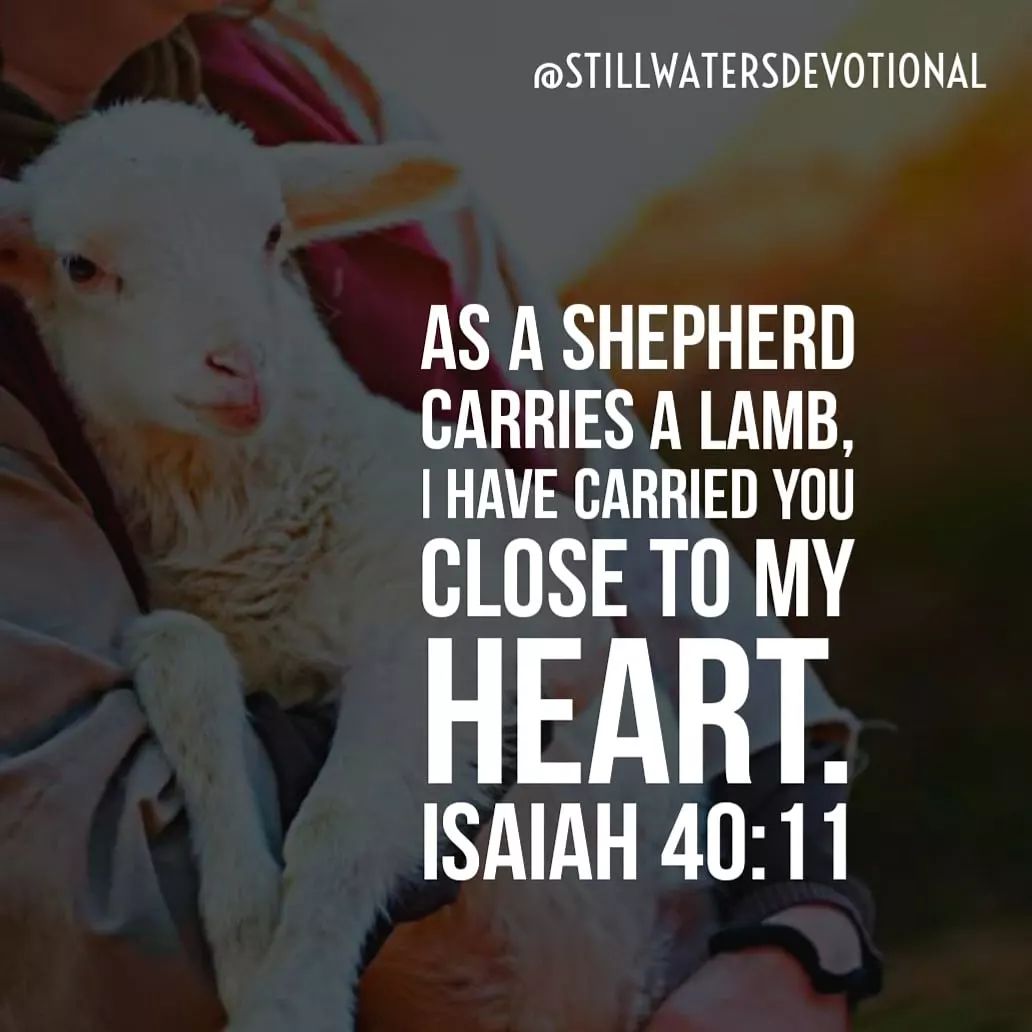 @STILLWATERSDEVOTIONAL
AS A SHEPHERD
CARRIES A LAMB,
I HAVE CARRIED YOU
CLOSE TO MY
HEART.
ISAIAH 40:11